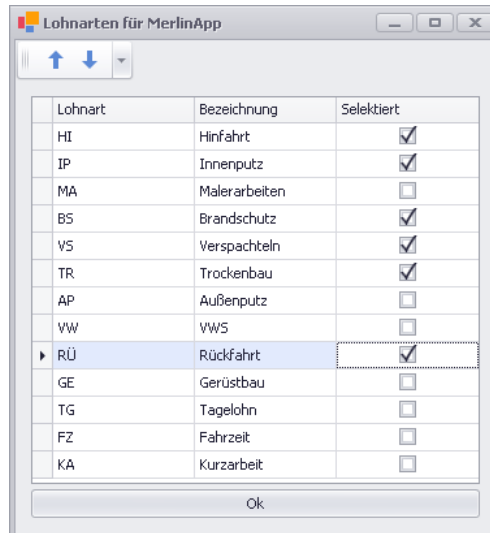 Lohnarten für MerlinApp
Lohnart Bezeichnung Selektiert
HI Hinfahrt
IP Innenputz
MA Malerarbeiten
BS Brandschutz
VS Verspachteln
TR Trockenbau
AP Außenputz
VW VWS
RÜ Rückfahrt
GE Gerüstbau
TG Tagelohn
FZ Fahrzeit
KA Kurzarbeit
Ok